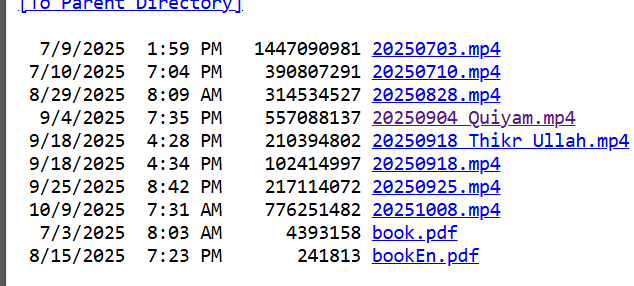 [To Parent Directory]
7/9/2025 1:59 PM 1447090981 20250703.mp4
7/10/2025 7:04 PM 390807291 20250710.mp4
8/29/2025 8:09 AM 314534527 20250828.mp4
9/4/2025 7:35 PM 557088137 20250904 Quiyam.mp4
9/18/2025 4:28 PM 210394802 20250918 Thikr Ullah.mp4
9/18/2025 4:34 PM 102414997 20250918.mp4
9/25/2025 8:42 PM 217114072 20250925.mp4
10/9/2025 7:31 AM 776251482 20251008.mp4
7/3/2025 8:03 AM 4393158 book.pdf
8/15/2025 7:23 PM 241813 bookEn.pdf